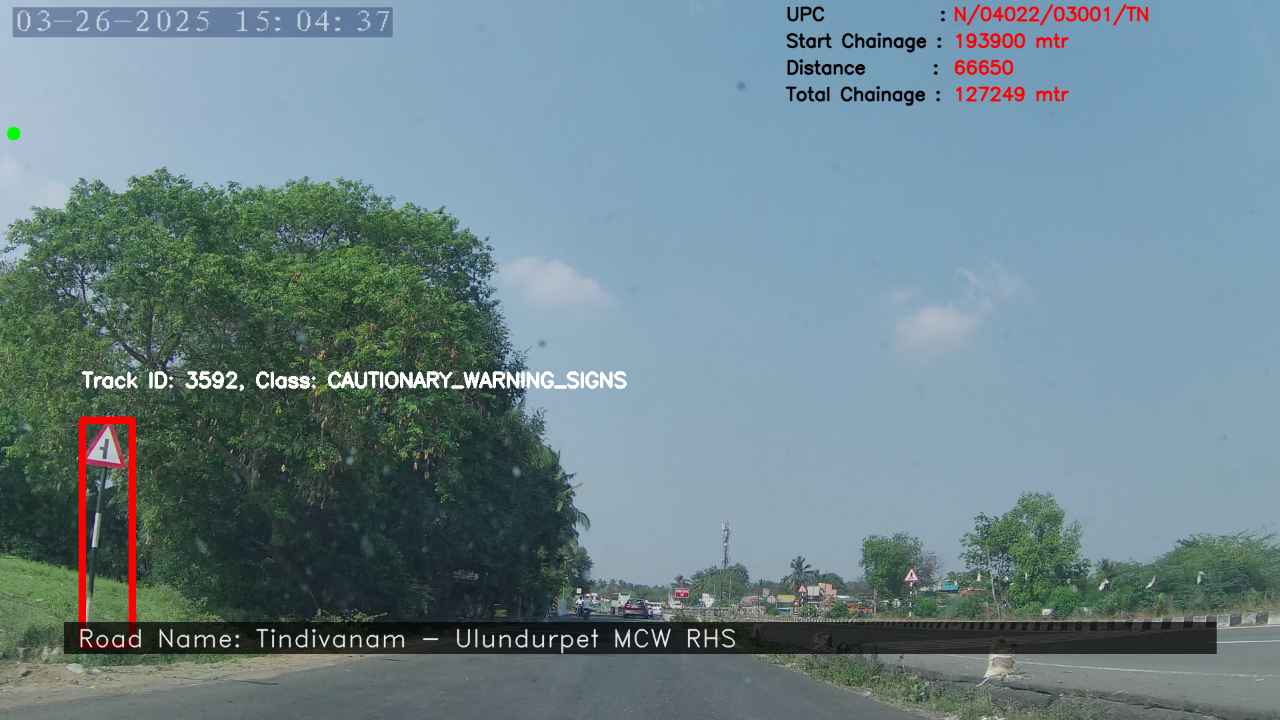 03-26-2025 15:04:37
UPC : N/04022/03001/TN
Start Chainage : 193900 mtr
Distance : 66650
Total Chainage : 127249 mtr
Track ID: 3592, Class: CAUTIONARY_WARNING_SIGNS
Road Name: Tindivanam - Ulundurpet MCW RHS